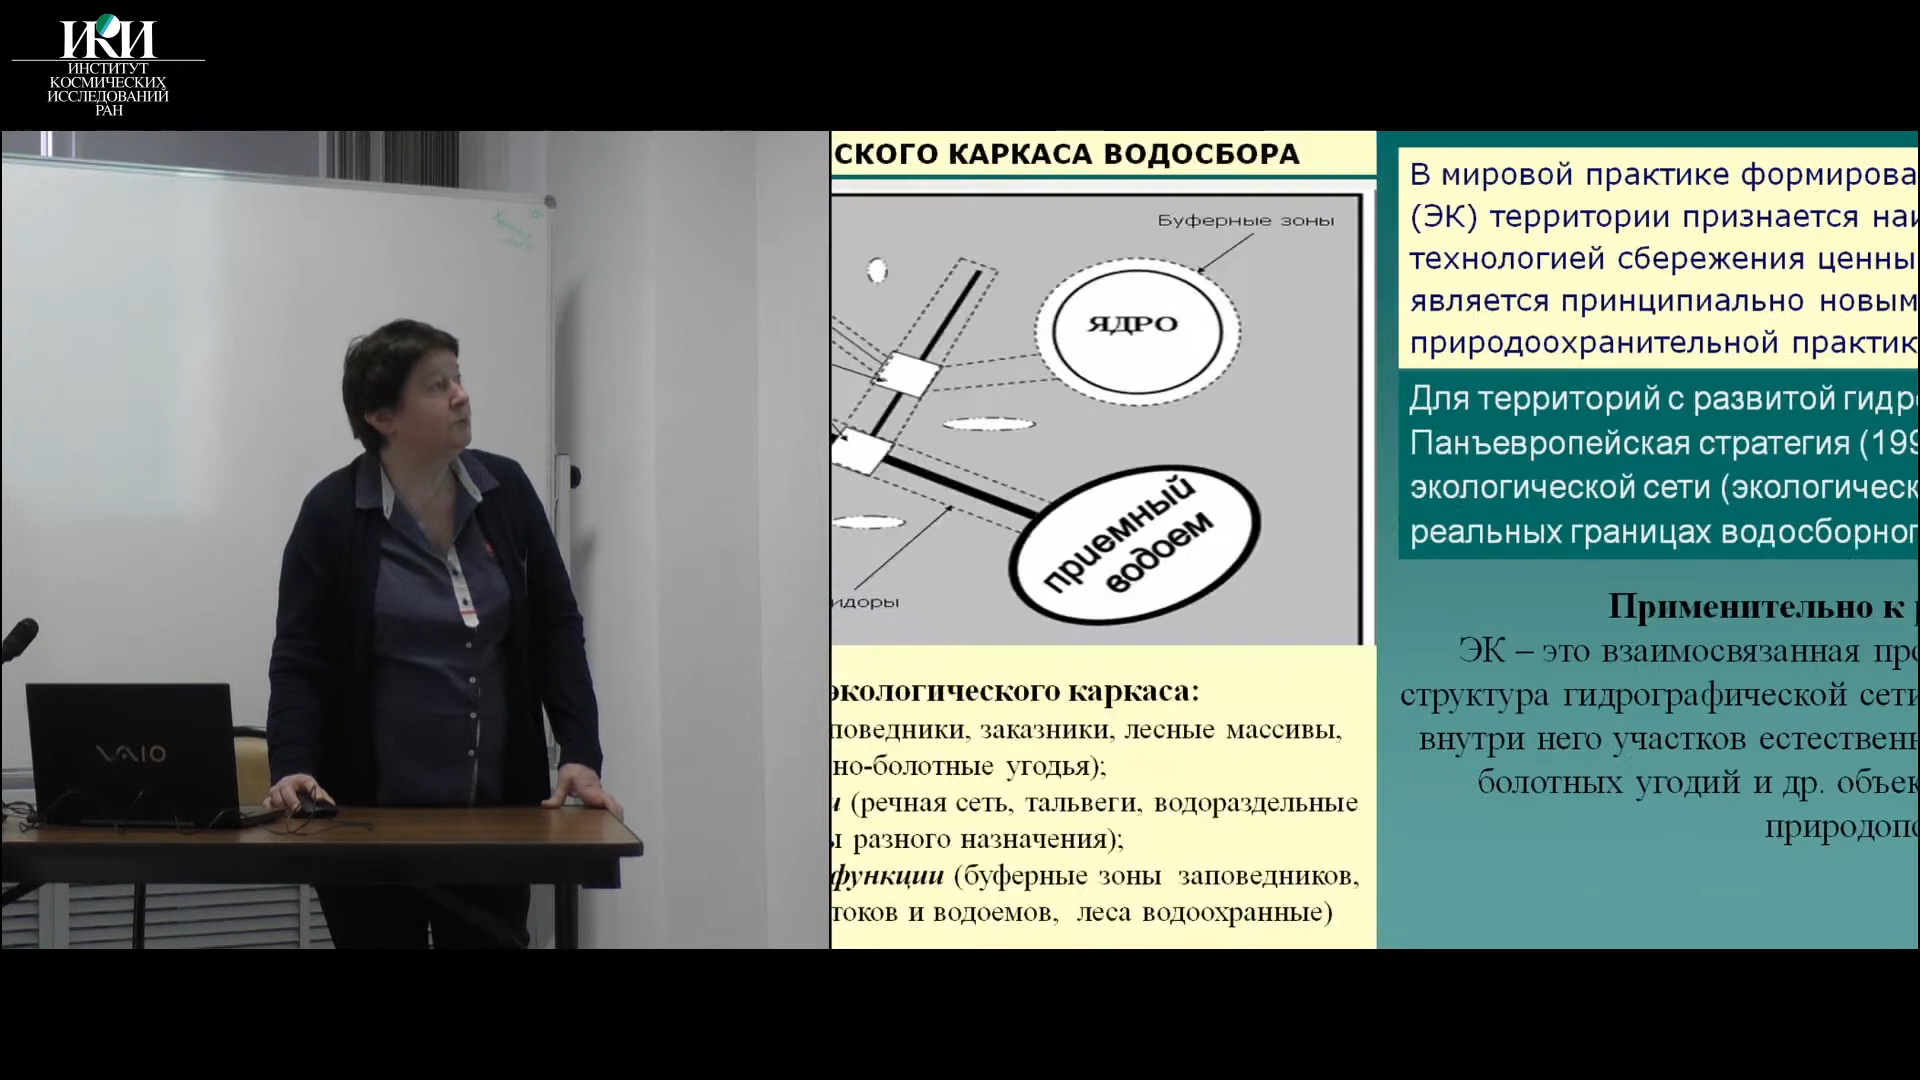 ИКИ
ИНСТИТУТ
КОСМИЧЕСКИХ
ИССЛЕДОВАНИЙ
РАН
VAIO
СКОГО КАРКАСА ВОДОСБОРА
Буферные зоны
ЯДРО
приемный
водоем
идоры
экологического каркаса:
поведники, заказники, лесные массивы,
но-болотные угодья);
и (речная сеть, тальвеги, водораздельные
ы разного назначения);
функции (буферные зоны заповедников,
токов и водоемов, леса водоохранные)
В мировой практике формирова
(ЭК) территории признается наи
технологией сбережения ценны
является принципиально новым
природоохранительной практик
Для территорий с развитой гидро
Панъевропейская стратегия (199
экологической сети (экологическ
реальных границах водосборног
Применительно к
ЭК – это взаимосвязанная про
структура гидрографической сети
внутри него участков естественн
болотных угодий и др. объек
природопо